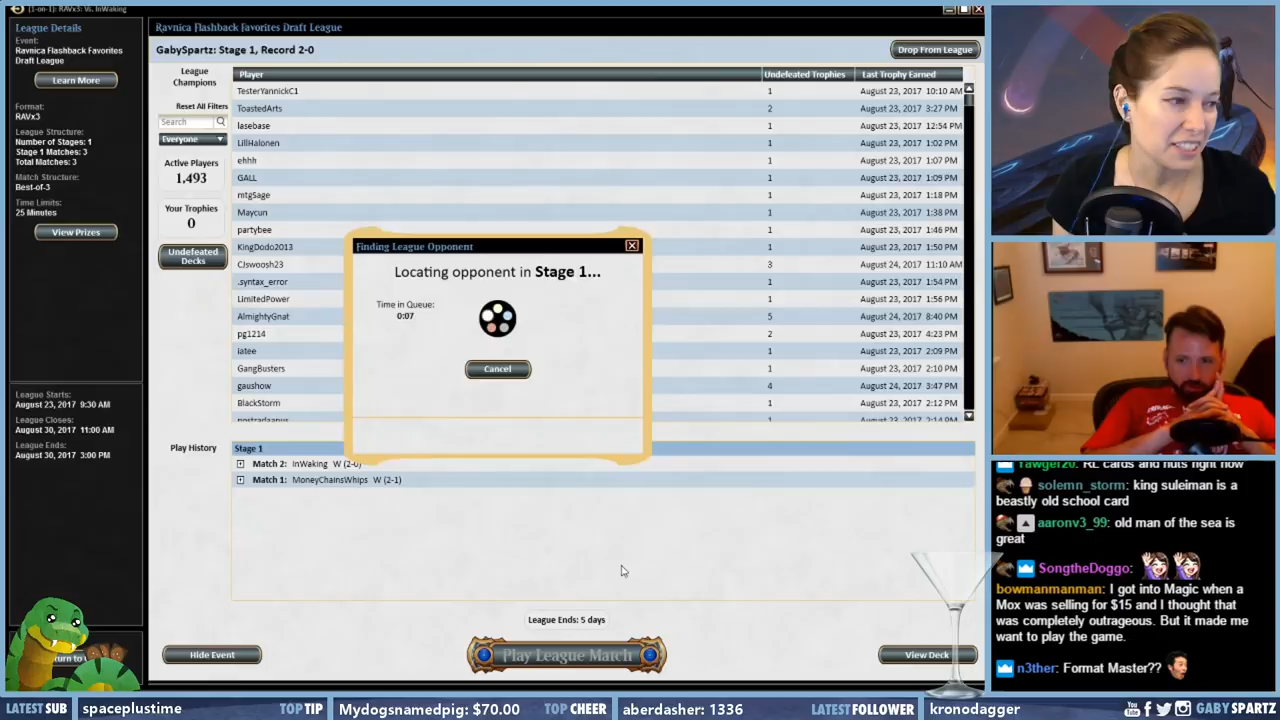 [1-on-1]: RAVx3: Vs. InWaking
League Details
Event:
Ravnica Flashback Favorites
Draft League
Learn More
Format:
RAVx3
League Structure:
Number of Stages: 1
Stage 1 Matches: 3
Total Matches: 3
Match Structure:
Best-of-3
Time Limits:
25 Minutes
View Prizes
League Starts:
August 23, 2017 9:30 AM
League Closes:
August 30, 2017 11:00 AM
League Ends:
August 30, 2017 3:00 PM
Ravnica Flashback Favorites Draft League
GabySpartz: Stage 1, Record 2-0
Drop From League
League
Champions
Reset All Filters
Search
Everyone
Active Players
1,493
Your Trophies
0
Undefeated
Decks
Player Undefeated Trophies Last Trophy Earned
TesterYannickC1 1 August 23, 2017 10:10 AM
ToastedArts 2 August 23, 2017 3:27 PM
lasebase 1 August 23, 2017 12:54 PM
LillHalonen 1 August 23, 2017 1:02 PM
ehhh 1 August 23, 2017 1:07 PM
GALL 1 August 23, 2017 1:09 PM
mtgSage 1 August 23, 2017 1:18 PM
Maycun 1 August 23, 2017 1:38 PM
partybee 1 August 23, 2017 1:46 PM
KingDodo2013 1 August 23, 2017 1:50 PM
CJswoosh23 3 August 24, 2017 11:10 AM
.syntax_error 1 August 23, 2017 1:54 PM
LimitedPower 1 August 23, 2017 1:56 PM
AlmightyGnat 5 August 24, 2017 8:40 PM
pg1214 2 August 23, 2017 4:23 PM
iatee 1 August 23, 2017 2:09 PM
GangBusters 1 August 23, 2017 2:10 PM
gaushow 4 August 24, 2017 3:47 PM
BlackStorm 1 August 23, 2017 2:12 PM
1 August 23, 2017 2:14 PM
Finding League Opponent
Locating opponent in Stage 1...
Time in Queue:
0:07
Cancel
Play History
Stage 1
Match 2: InWaking W (2-0)
Match 1: MoneyChainsWhips W (2-1)
League Ends: 5 days
Hide Event
Play League Match
View Deck
Yawger20: RL cards and nuts right now
solemn_storm: king suleiman is a
beastly old school card
aaronv3_99: old man of the sea is
great
SongtheDoggo:
bowmanmanman: I got into Magic when a
Mox was selling for $15 and I thought that
was completely outrageous. But it made me
want to play the game.
n3ther: Format Master??
LATEST SUB spaceplustime TOP TIP Mydogsnamedpig: $70.00 TOP CHEER aberdasher: 1336 LATEST FOLLOWER kronodagger You Tube GABY SPARTZ